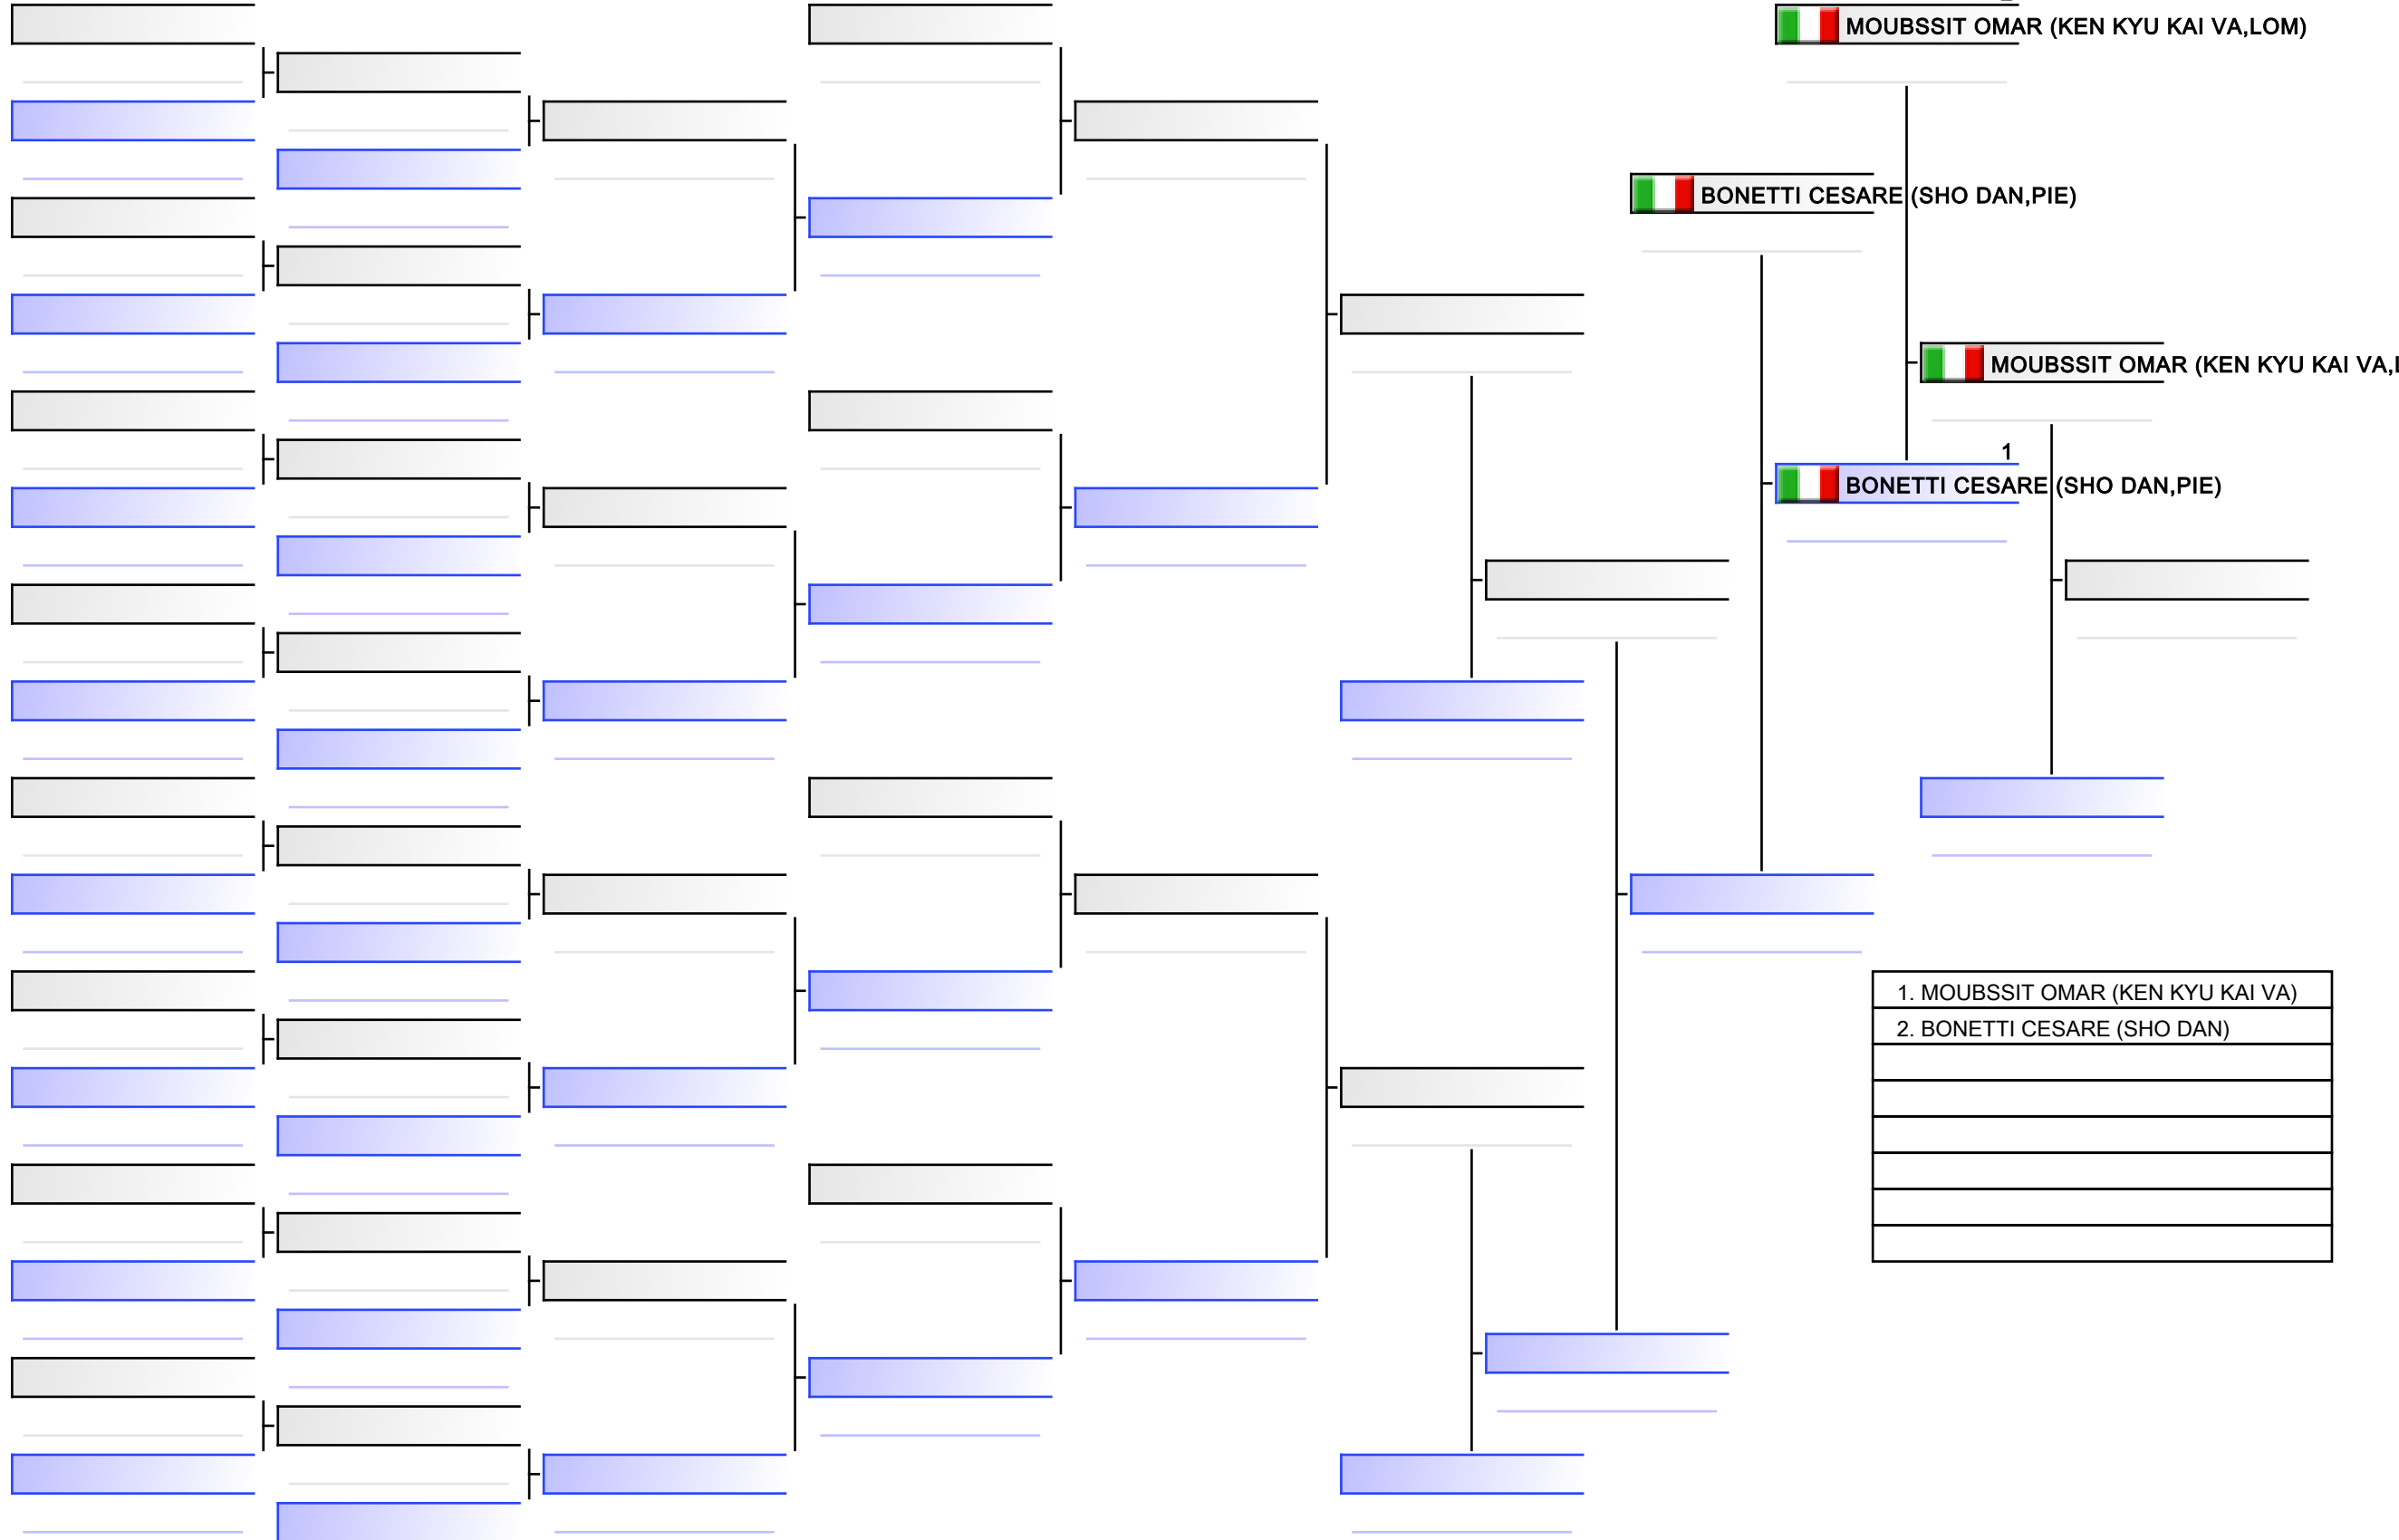 MOUBSSIT OMAR (KEN KYU KAI VA,LOM)
BONETTI CESARE (SHO DAN,PIE)
MOUBSSIT OMAR (KEN KYU KAI VA,
1
BONETTI CESARE (SHO DAN,PIE)
1. MOUBSSIT OMAR (KEN KYU KAI VA)
2. BONETTI CESARE (SHO DAN)